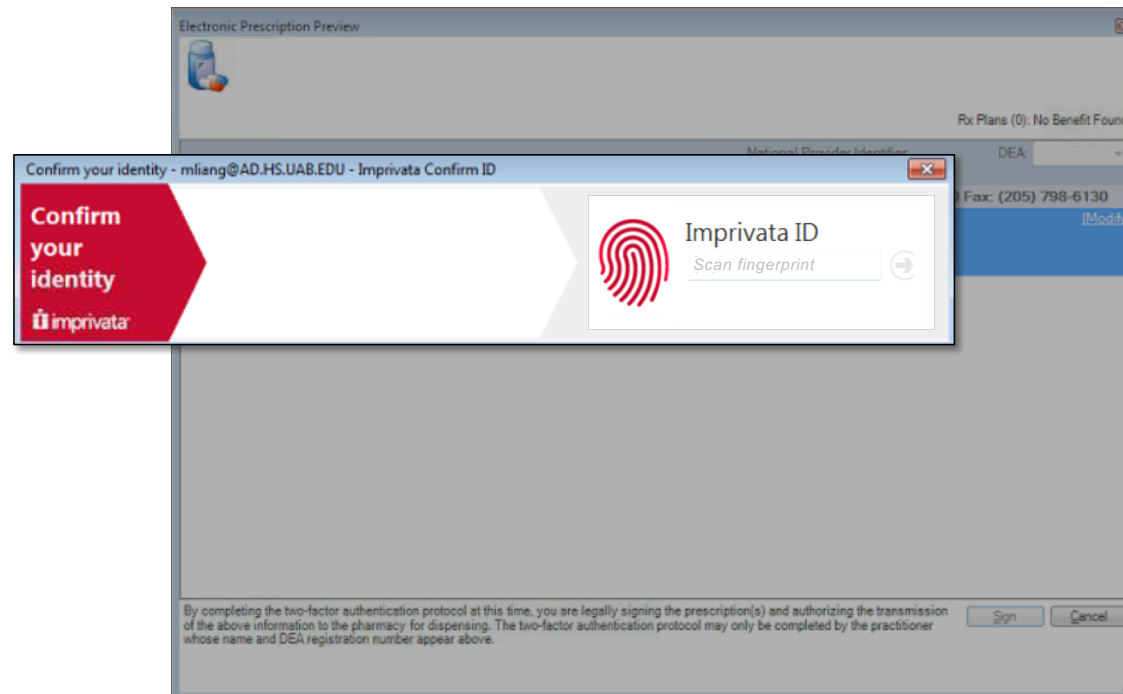 Electronic Prescription Preview
Rx Plans (0): No Benefit Found
National Provider Identifier
DEA:
Confirm your identity - mliang@AD.HS.UAB.EDU - Imprivata Confirm ID
Fax: (205) 798-6130
[Modify
Confirm
your
identity
imprivata
Imprivata ID
Scan fingerprint
By completing the two-factor authentication protocol at this time, you are legally signing the prescription(s) and authorizing the transmission
of the above information to the pharmacy for dispensing. The two-factor authentication protocol may only be completed by the practitioner
whose name and DEA registration number appear above.
Sign
Cancel